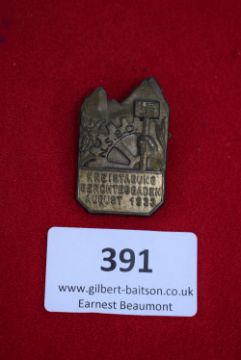 N.S.B.O.
KREISTAGUNG
BERCHTESGADEN
AUGUST 1933
391
www.gilbert-baitson.co.uk
Earnest Beaumont